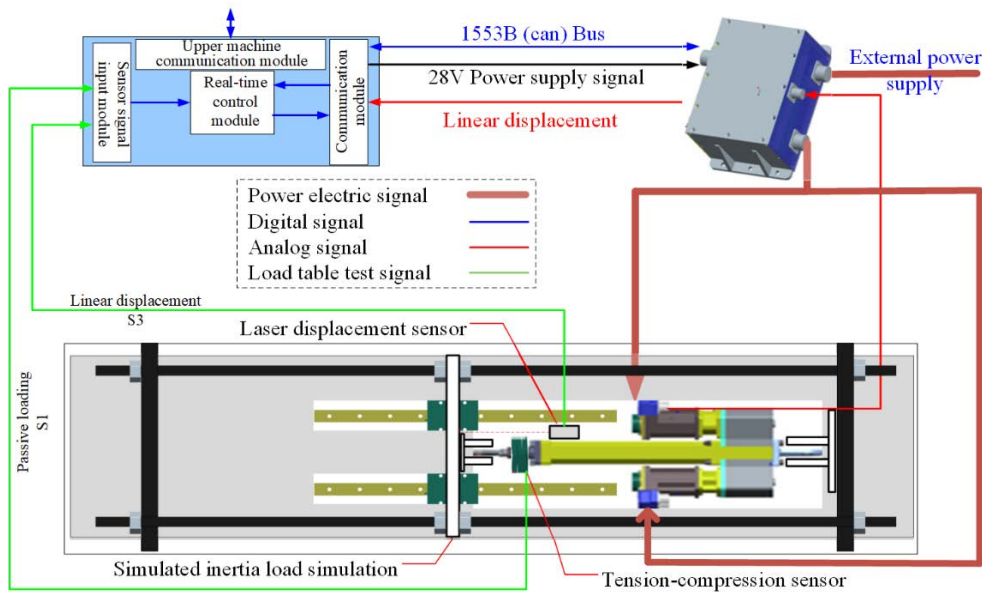 1553B (can) Bus
Upper machine
communication module
28V Power supply signal
External power
supply
Sensor signal
input module
Real-time
control
module
Communication
module
Linear displacement
Power electric signal
Digital signal
Analog signal
Load table test signal
Linear displacement
S3
Laser displacement sensor
Passive loading
S1
Simulated inertia load simulation
Tension-compression sensor